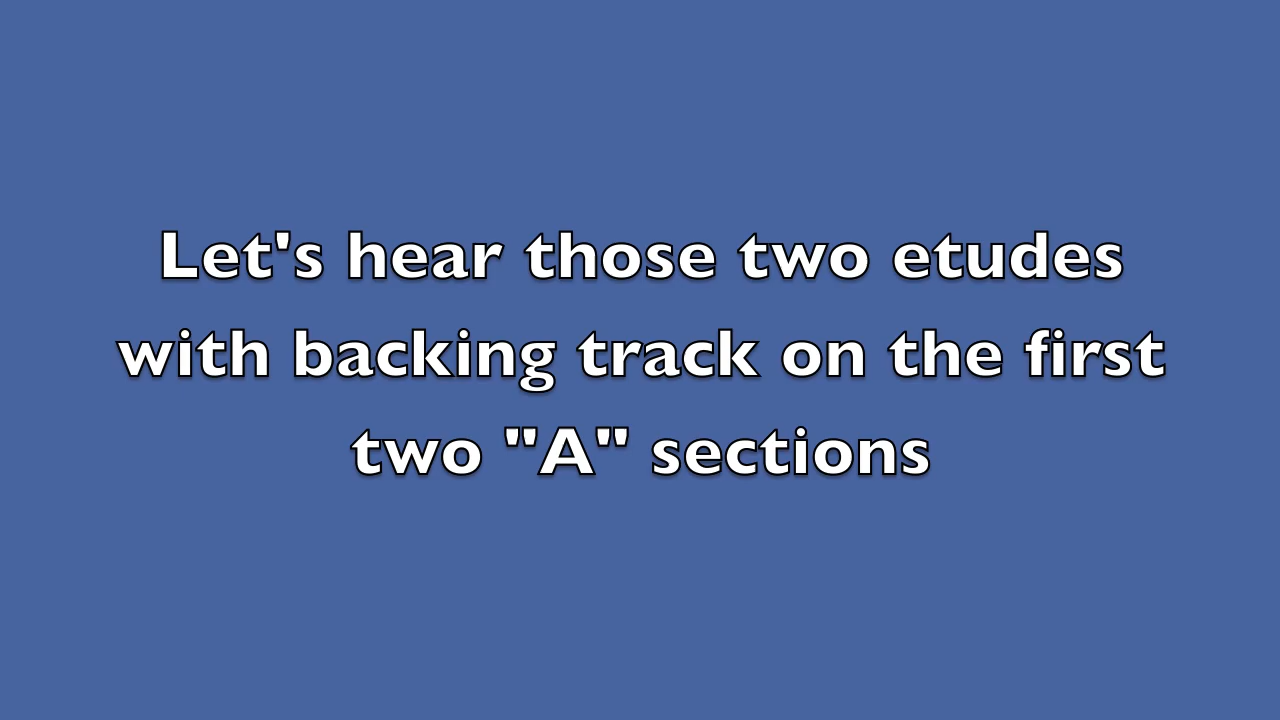 Let's hear those two etudes
with backing track on the first
two "A" sections